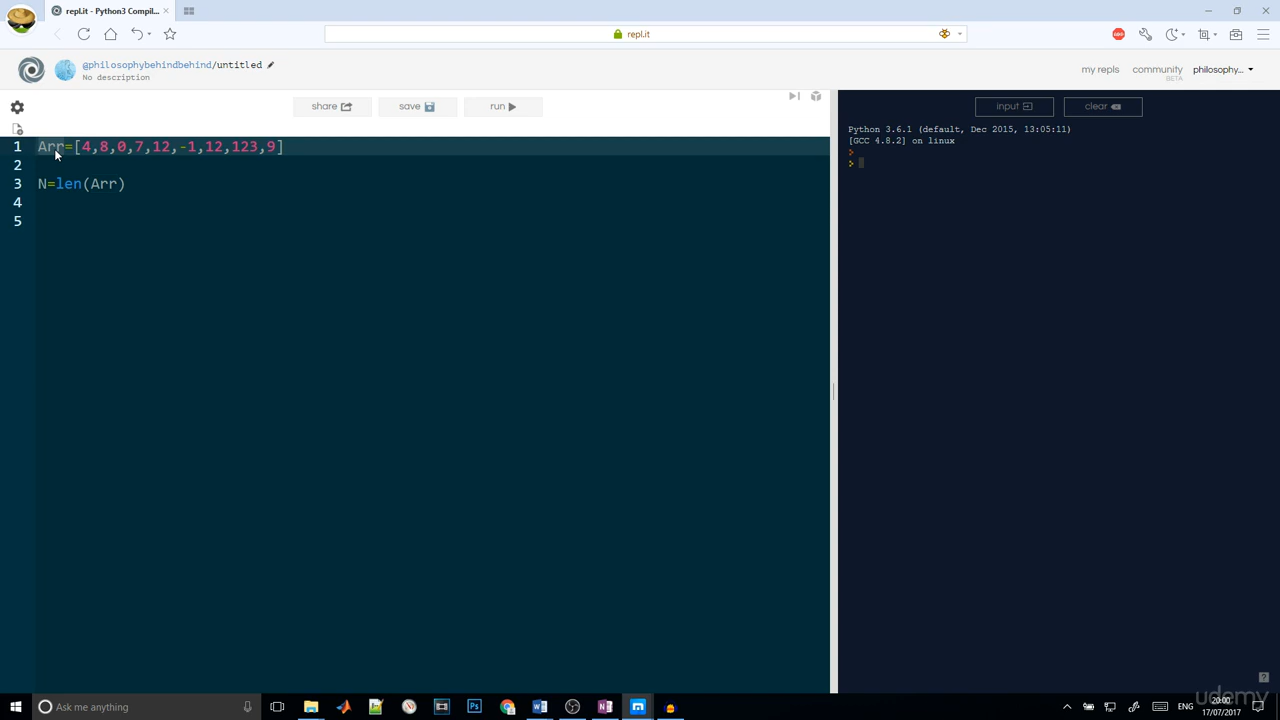 repl.it - Python3 Compil...
repl.it
@philosophybehindbehind/untitled
No description
my repls
community
BETA
philosophy...
share
save
run
input
clear
1 Arr=[4,8,0,7,12,-1,12,123,9]
2
3 N=len(Arr)
4
5
Python 3.6.1 (default, Dec 2015, 13:05:11)
[GCC 4.8.2] on linux
>
>
Ask me anything
ENG
20:00
17/07/2017
udemy